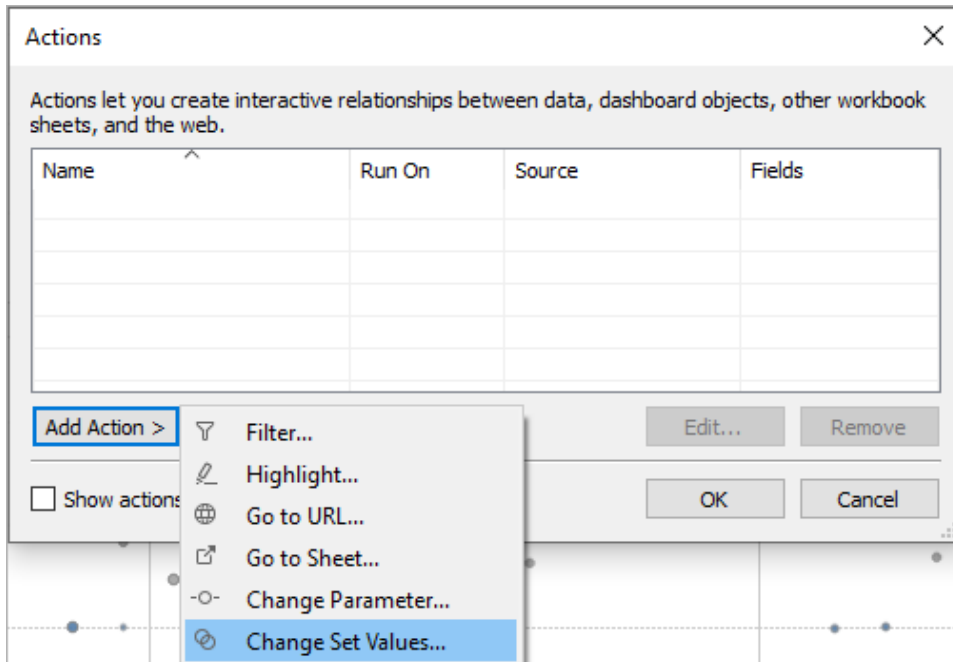 Actions
Actions let you create interactive relationships between data, dashboard objects, other workbook
sheets, and the web.
Name Run On Source Fields
Add Action > Edit... Remove
Filter...
Highlight...
Show actions OK Cancel
Go to URL...
Go to Sheet...
Change Parameter...
Change Set Values...